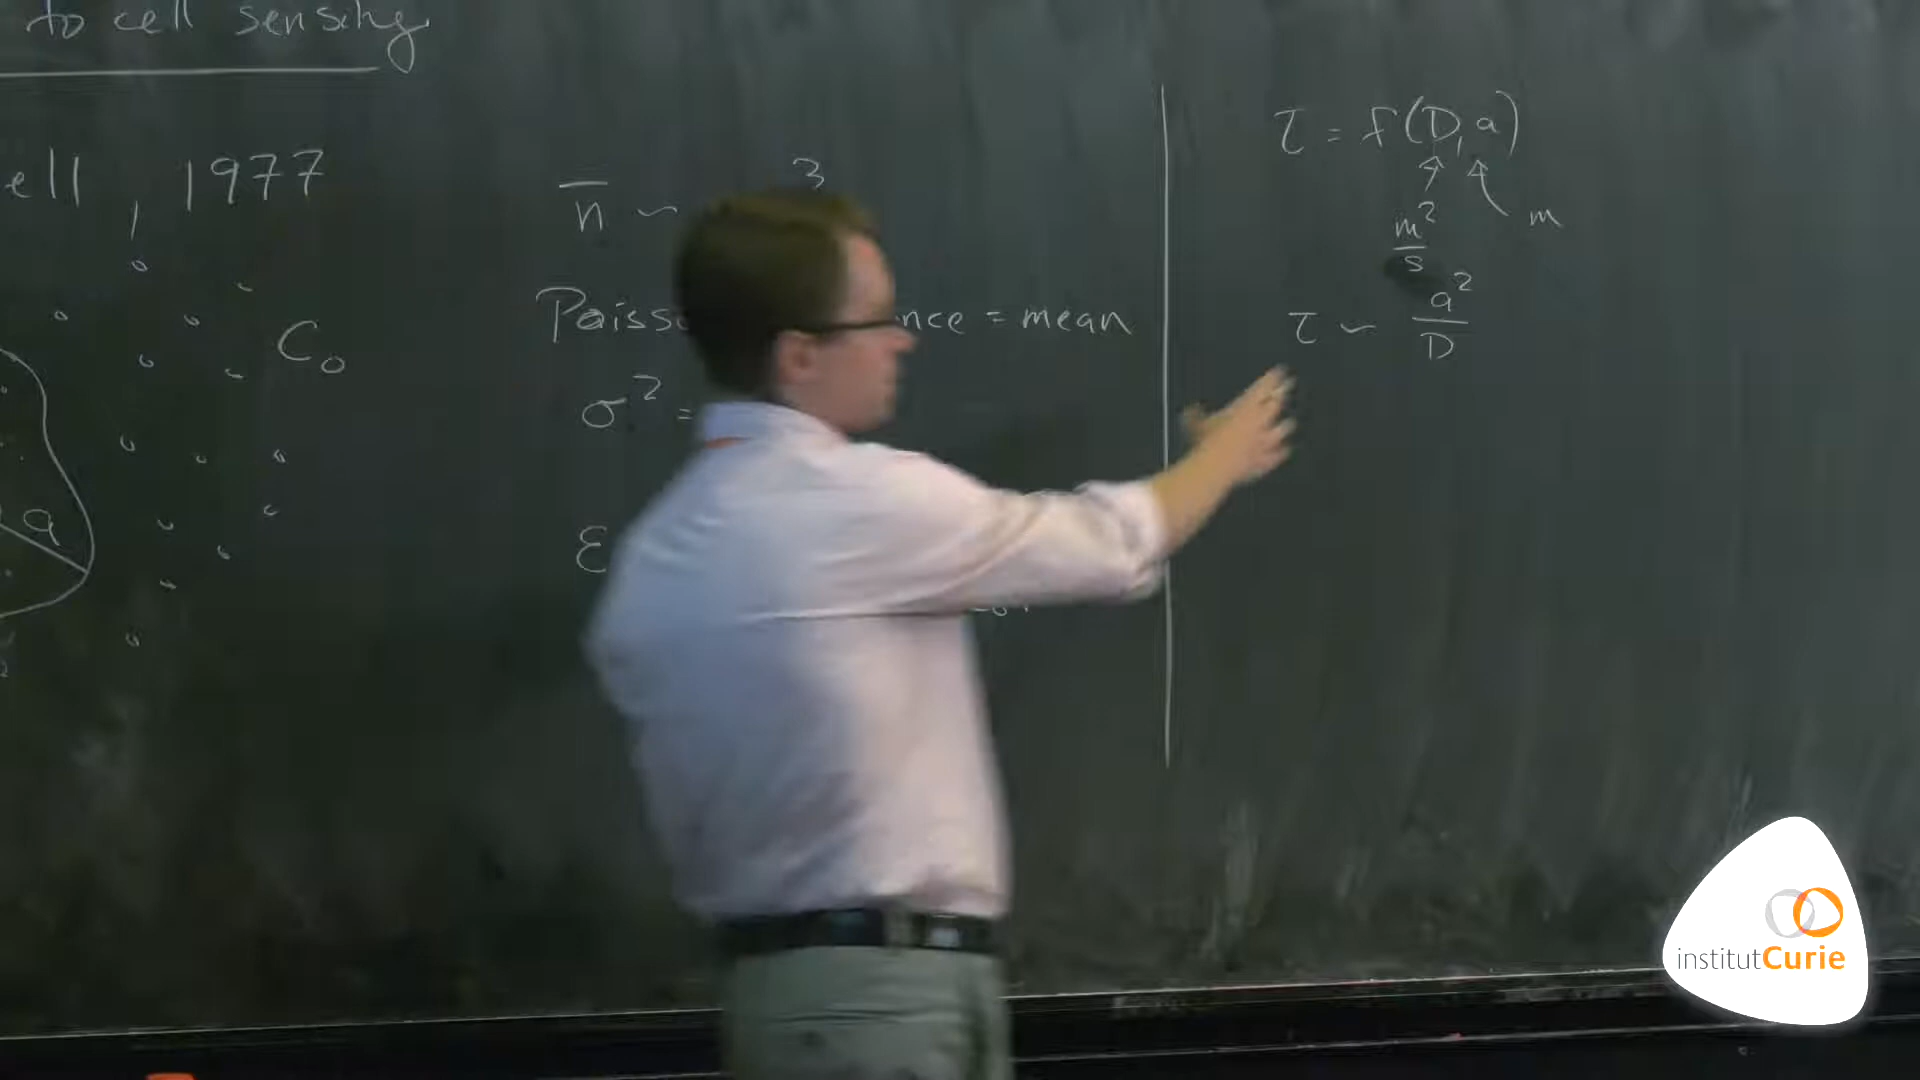 to cell sensing
ell, 1977
C₀
a
n̄ ~ 3
Poiss nce = mean
σ² =
ε
τ = f(D, a)
m²/s m
τ ~ a²/D
institutCurie